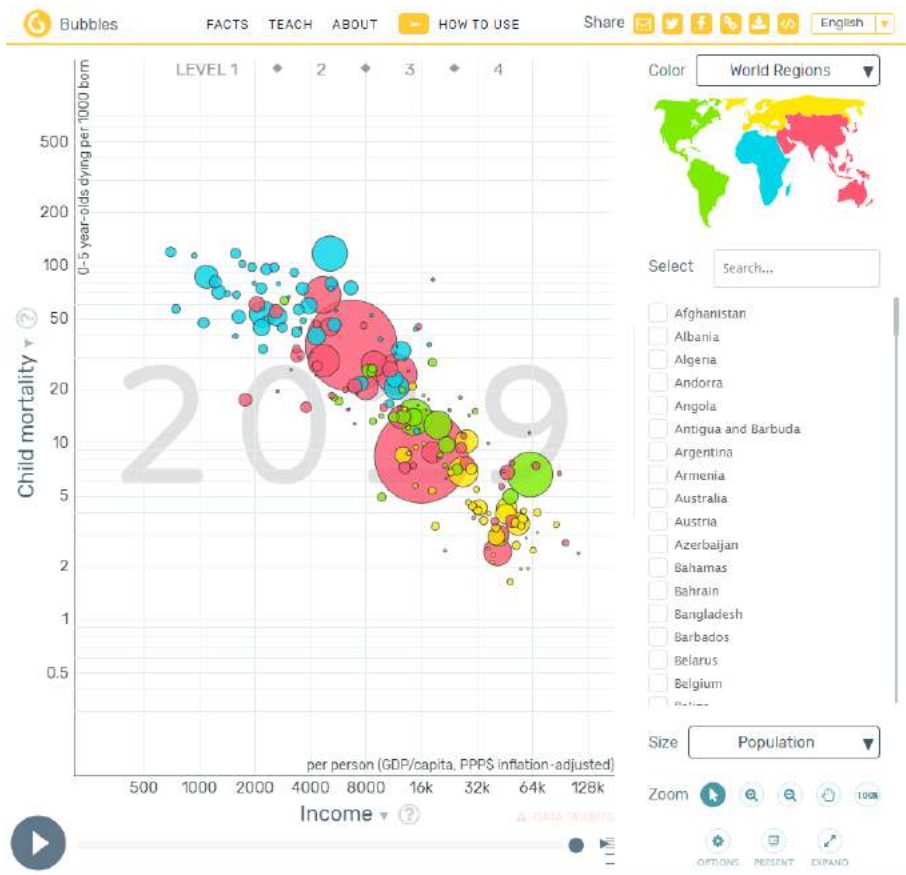 Bubbles FACTS TEACH ABOUT HOW TO USE Share English
LEVEL 1 2 3 4
Color World Regions
(0-5 year-olds dying per 1000 born
500
200
100
50
20
10
5
2
1
0.5
Child mortality ?
2019
Select Search...
Afghanistan
Albania
Algeria
Andorra
Angola
Antigua and Barbuda
Argentina
Armenia
Australia
Austria
Azerbaijan
Bahamas
Bahrain
Bangladesh
Barbados
Belarus
Belgium
Size Population
per person (GDP/capita, PPP$ inflation-adjusted)
500 1000 2000 4000 8000 16k 32k 64k 128k
Income ?
DATA DOUBTS
Zoom 100%
OPTIONS PRESENT EXPAND